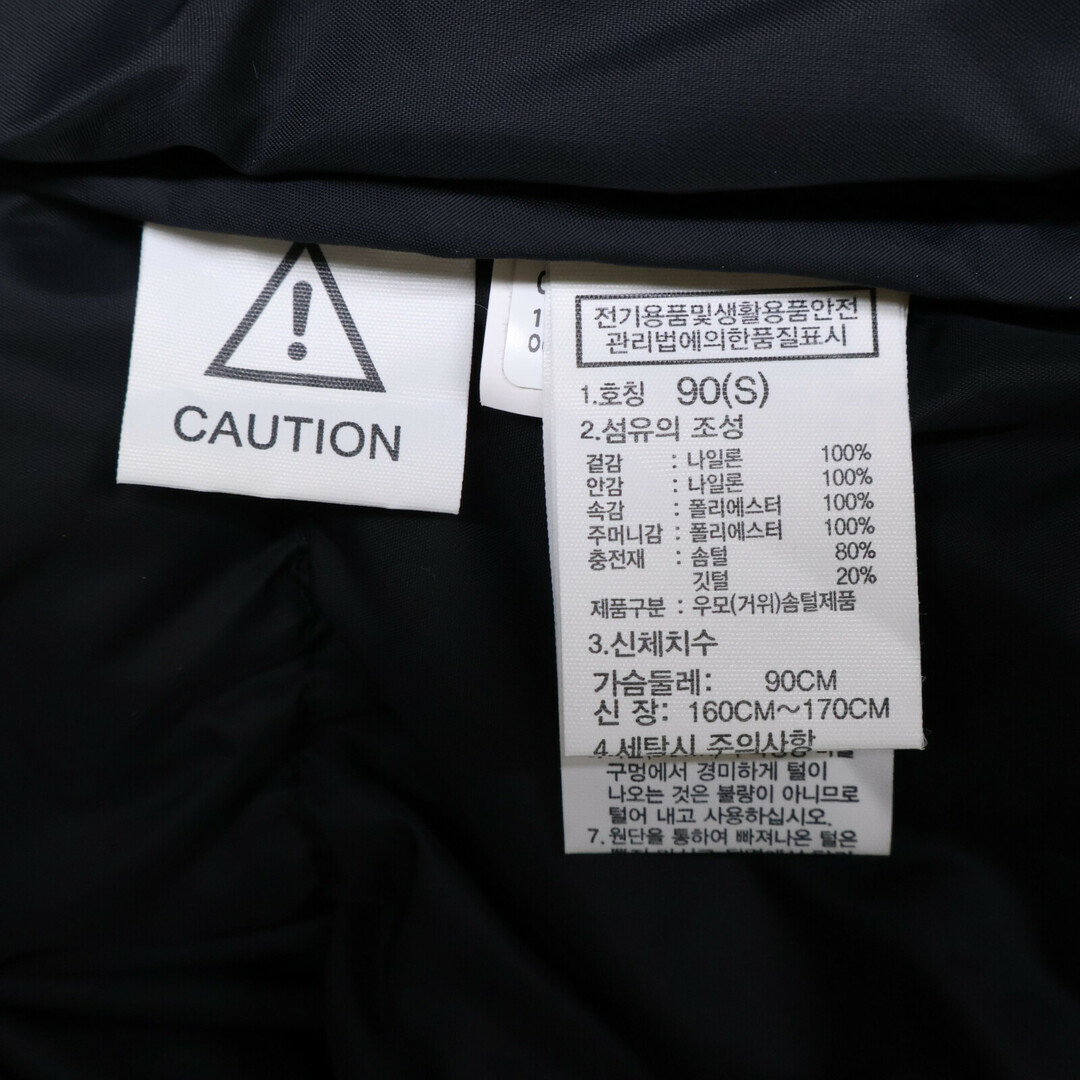 CAUTION
전기용품및생활용품안전
관리법에의한품질표시
1.호칭 90(S)
2.섬유의 조성
겉감 : 나일론 100%
안감 : 나일론 100%
속감 : 폴리에스터 100%
주머니감 : 폴리에스터 100%
충전재 : 솜털 80%
깃털 20%
제품구분 : 우모(거위)솜털제품
3.신체치수
가슴둘레: 90CM
신 장: 160CM~170CM
4.세탁시 주의사항
구멍에서 경미하게 털이
나오는 것은 불량이 아니므로
털어 내고 사용하십시오.
7. 원단을 통하여 빠져나온 털은